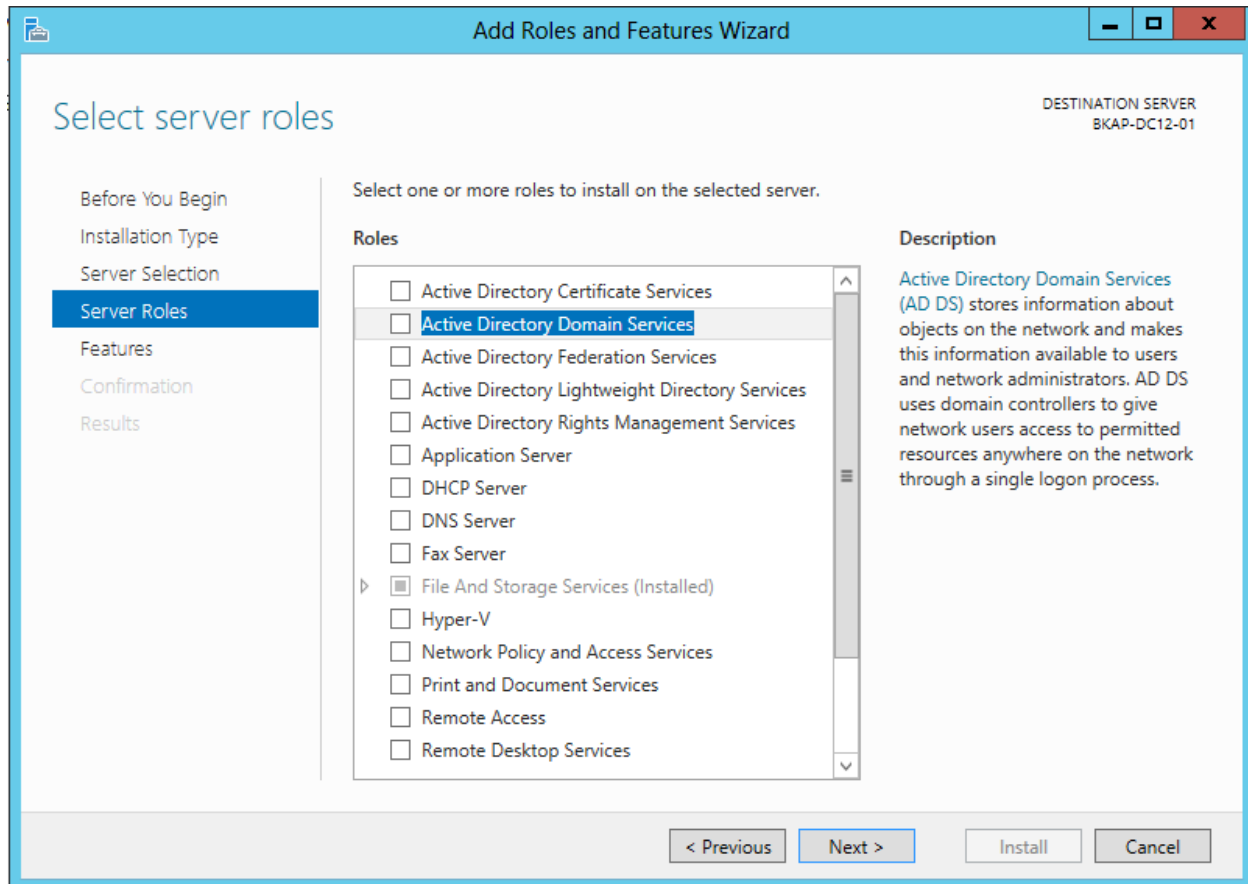 Add Roles and Features Wizard
Select server roles
DESTINATION SERVER
BKAP-DC12-01
Before You Begin
Installation Type
Server Selection
Server Roles
Features
Confirmation
Results
Select one or more roles to install on the selected server.
Roles
Active Directory Certificate Services
Active Directory Domain Services
Active Directory Federation Services
Active Directory Lightweight Directory Services
Active Directory Rights Management Services
Application Server
DHCP Server
DNS Server
Fax Server
File And Storage Services (Installed)
Hyper-V
Network Policy and Access Services
Print and Document Services
Remote Access
Remote Desktop Services
Description
Active Directory Domain Services
(AD DS) stores information about
objects on the network and makes
this information available to users
and network administrators. AD DS
uses domain controllers to give
network users access to permitted
resources anywhere on the network
through a single logon process.
< Previous
Next >
Install
Cancel